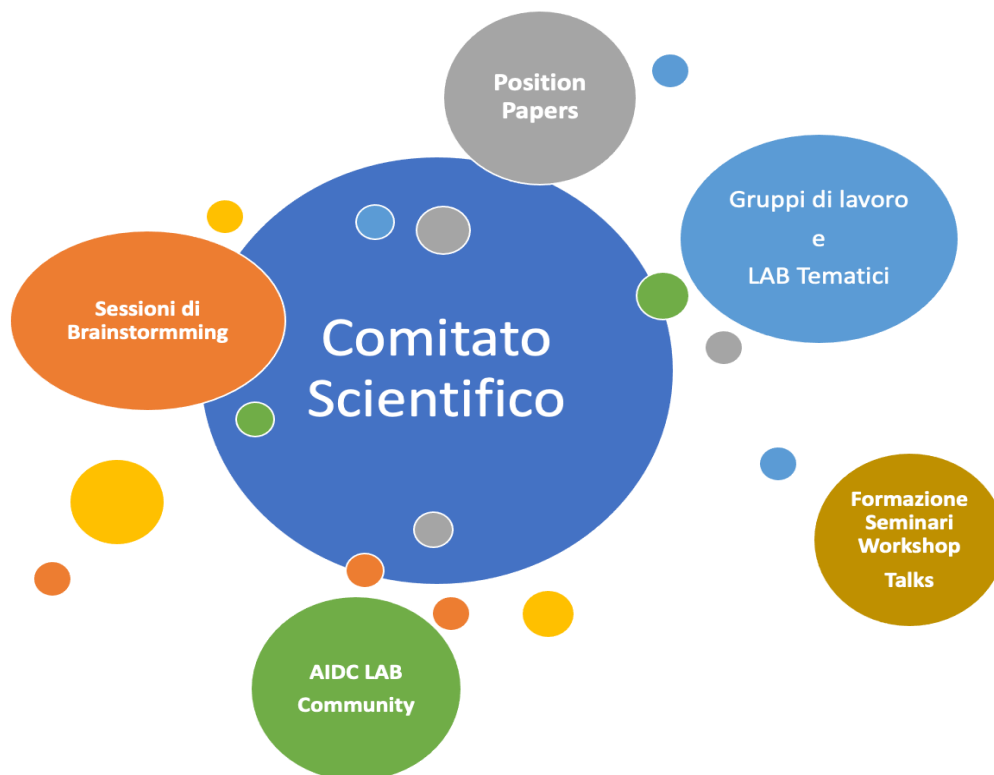 Position
Papers
Gruppi di lavoro
e
LAB Tematici
Sessioni di
Brainstormming
Comitato
Scientifico
Formazione
Seminari
Workshop
Talks
AIDC LAB
Community